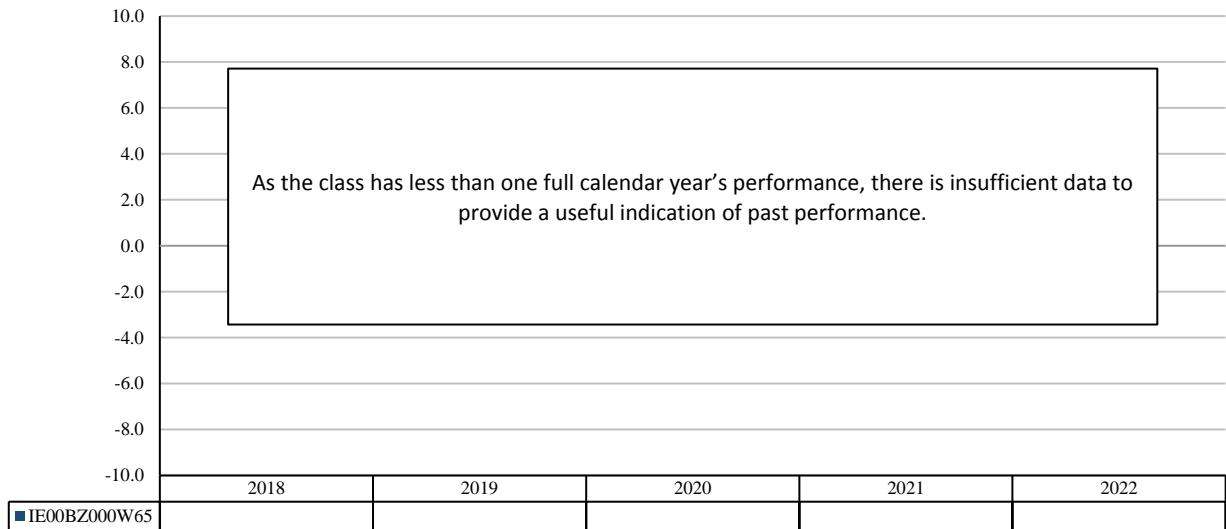 10.0
8.0
6.0
4.0
2.0
0.0
-2.0
-4.0
-6.0
-8.0
-10.0
As the class has less than one full calendar year’s performance, there is insufficient data to
provide a useful indication of past performance.
2018 2019 2020 2021 2022
IE00BZ000W65